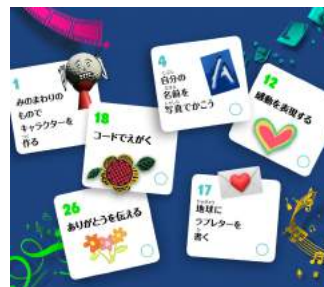 1
みのまわりの
もので
キャラクターを
作る
4
自分の
名前を
写真でかこう
12
感動を表現する
18
コードでえがく
17
地球に
ラブレターを
書く
26
ありがとうを伝える